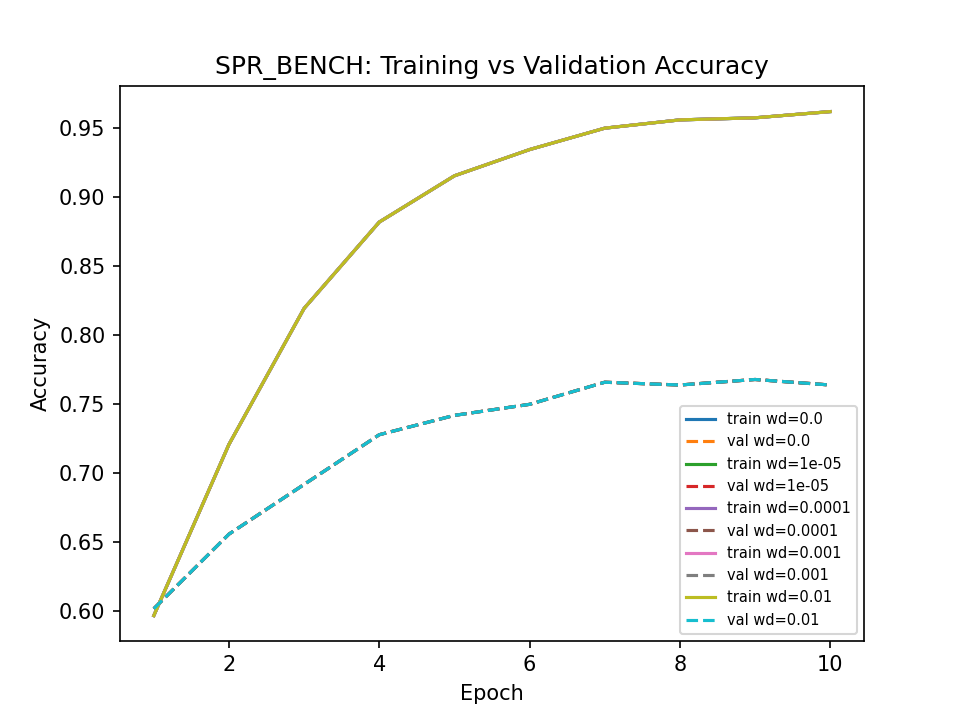 SPR_BENCH: Training vs Validation Accuracy
Accuracy
0.95
0.90
0.85
0.80
0.75
0.70
0.65
0.60
train wd=0.0
val wd=0.0
train wd=1e-05
val wd=1e-05
train wd=0.0001
val wd=0.0001
train wd=0.001
val wd=0.001
train wd=0.01
val wd=0.01
2 4 6 8 10
Epoch